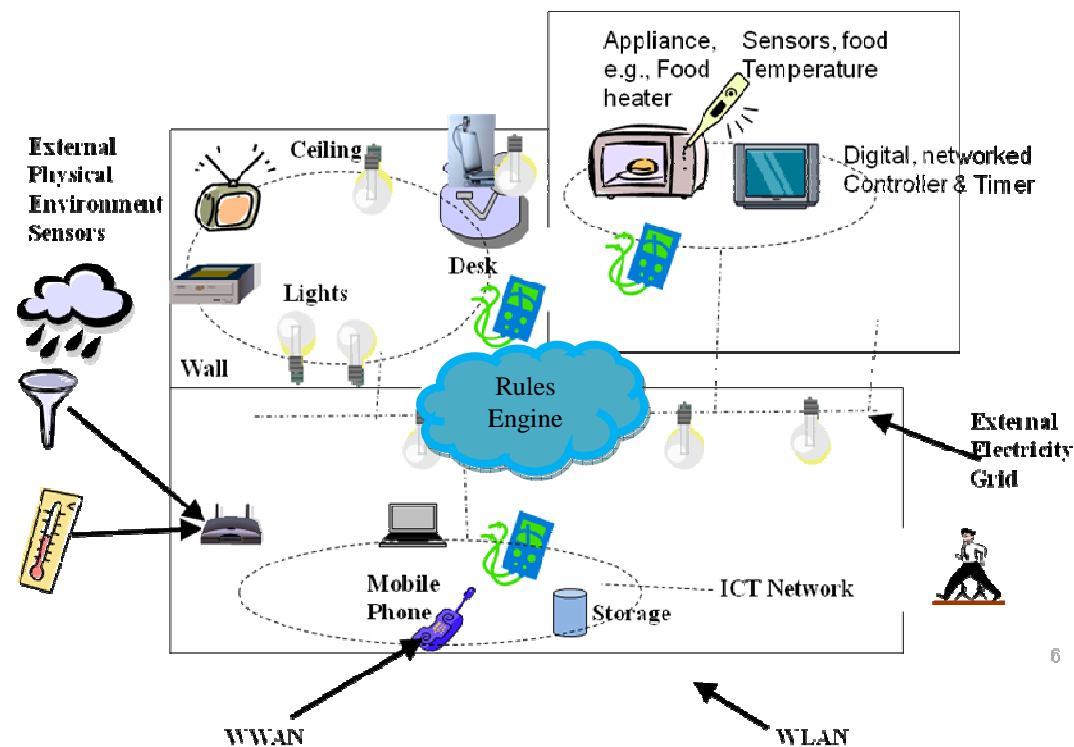 Appliance,
e.g., Food
heater
Sensors, food
Temperature
Digital, networked
Controller & Timer
External
Physical
Environment
Sensors
Ceiling
Desk
Lights
Wall
Rules
Engine
External
Electricity
Grid
Mobile
Phone
Storage
ICT Network
6
WWAN
WLAN